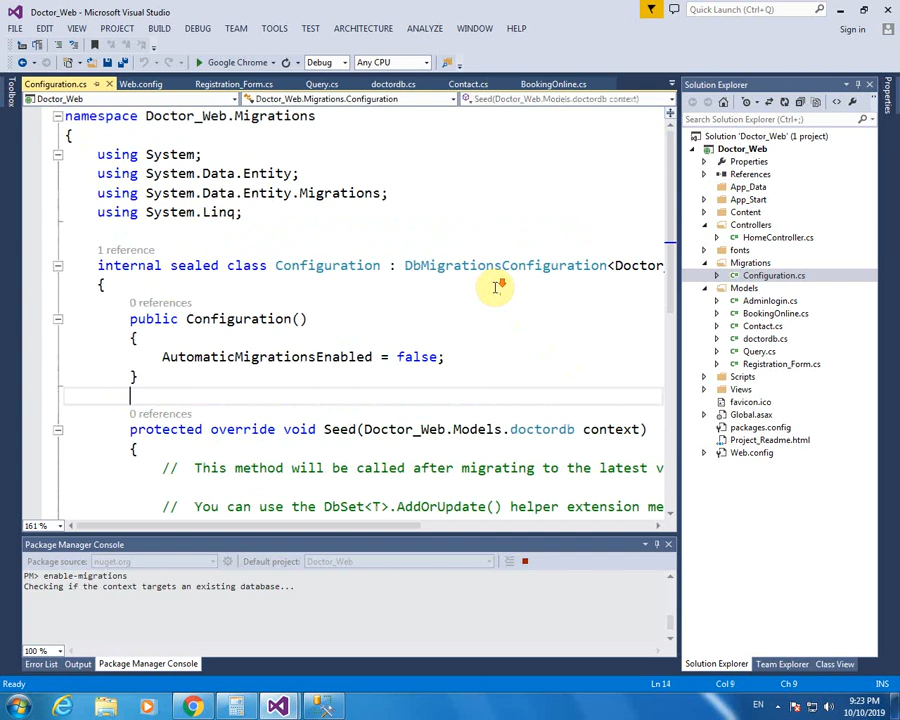 Doctor_Web - Microsoft Visual Studio
Quick Launch (Ctrl+;)
FILE EDIT VIEW PROJECT BUILD DEBUG TEAM TOOLS TEST ARCHITECTURE ANALYZE WINDOW HELP
Sign in
Google Chrome Debug Any CPU
Toolbox
Configuration.cs Web.config Registration_Form.cs Query.cs doctordb.cs Contact.cs BookingOnline.cs
Doctor_Web Doctor_Web.Migrations.Configuration Seed(Doctor_Web.Models.doctordb context)
namespace Doctor_Web.Migrations
{
using System;
using System.Data.Entity;
using System.Data.Entity.Migrations;
using System.Linq;
1 reference
internal sealed class Configuration : DbMigrationsConfiguration<Doctor_
{
0 references
public Configuration()
{
AutomaticMigrationsEnabled = false;
}
0 references
protected override void Seed(Doctor_Web.Models.doctordb context)
{
// This method will be called after migrating to the latest v
// You can use the DbSet<T>.AddOrUpdate() helper extension me
161 %
Package Manager Console
Package source: nuget.org Default project: Doctor_Web
PM> enable-migrations
Checking if the context targets an existing database...
100 %
Error List Output Package Manager Console
Solution Explorer
Search Solution Explorer (Ctrl+;)
Solution 'Doctor_Web' (1 project)
Doctor_Web
Properties
References
App_Data
App_Start
Content
Controllers
HomeController.cs
fonts
Migrations
Configuration.cs
Models
Adminlogin.cs
BookingOnline.cs
Contact.cs
doctordb.cs
Query.cs
Registration_Form.cs
Scripts
Views
favicon.ico
Global.asax
packages.config
Project_Readme.html
Web.config
Solution Explorer Team Explorer Class View
Properties
Ready Ln 14 Col 9 Ch 9 INS
EN 9:23 PM
10/10/2019